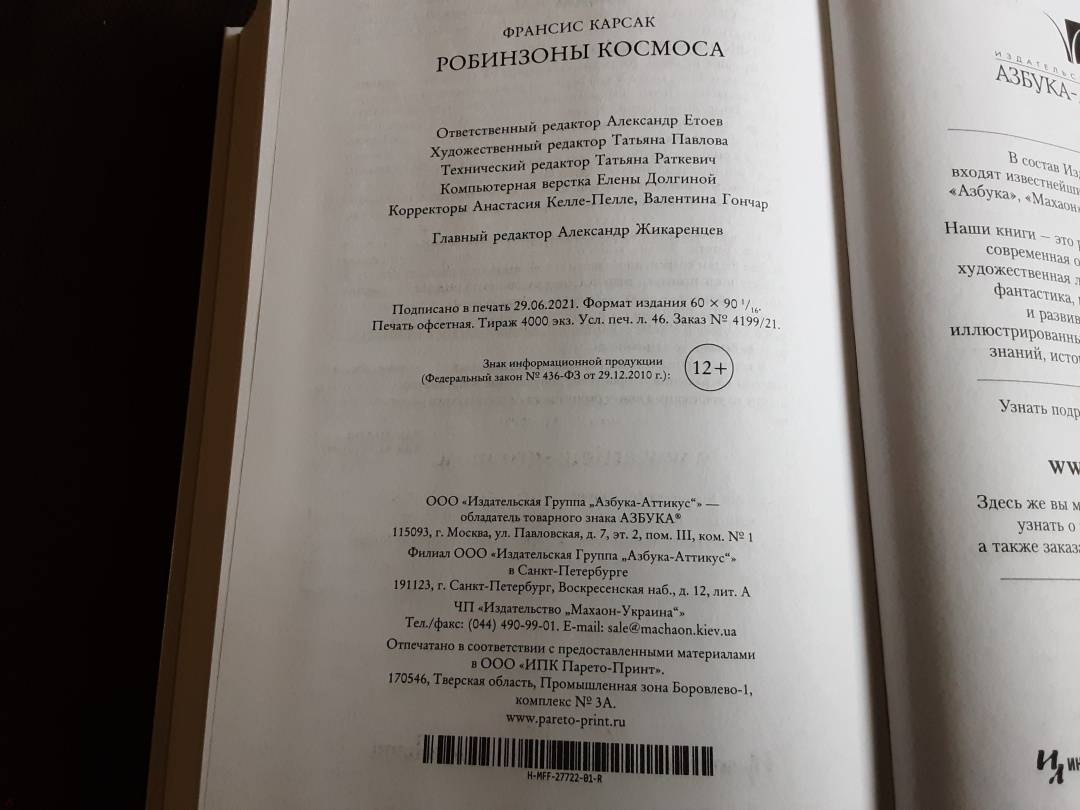 ФРАНСИС КАРСАК
РОБИНЗОНЫ КОСМОСА
Ответственный редактор Александр Етоев
Художественный редактор Татьяна Павлова
Технический редактор Татьяна Раткевич
Компьютерная верстка Елены Долгиной
Корректоры Анастасия Келле-Пелле, Валентина Гончар
Главный редактор Александр Жикаренцев
Подписано в печать 29.06.2021. Формат издания 60 × 90 1/16.
Печать офсетная. Тираж 4000 экз. Усл. печ. л. 46. Заказ № 4199/21.
Знак информационной продукции
(Федеральный закон № 436-ФЗ от 29.12.2010 г.):
12+
ООО «Издательская Группа „Азбука-Аттикус“» —
обладатель товарного знака АЗБУКА®
115093, г. Москва, ул. Павловская, д. 7, эт. 2, пом. III, ком. № 1
Филиал ООО «Издательская Группа „Азбука-Аттикус“»
в Санкт-Петербурге
191123, г. Санкт-Петербург, Воскресенская наб., д. 12, лит. А
ЧП «Издательство „Махаон-Украина“»
Тел./факс: (044) 490-99-01. E-mail: sale@machaon.kiev.ua
Отпечатано в соответствии с предоставленными материалами
в ООО «ИПК Парето-Принт».
170546, Тверская область, Промышленная зона Боровлево-1,
комплекс № 3А.
www.pareto-print.ru
H-MFF-27722-01-R
ИЗДАТЕЛЬС
АЗБУКА-
В состав Изд
входят известнейши
«Азбука», «Махаон»
Наши книги — это р
современная о
художественная л
фантастика,
и развив
иллюстрированны
знаний, исто
Узнать подр
ww
Здесь же вы м
узнать о
а также заказа
ИЛ ИН